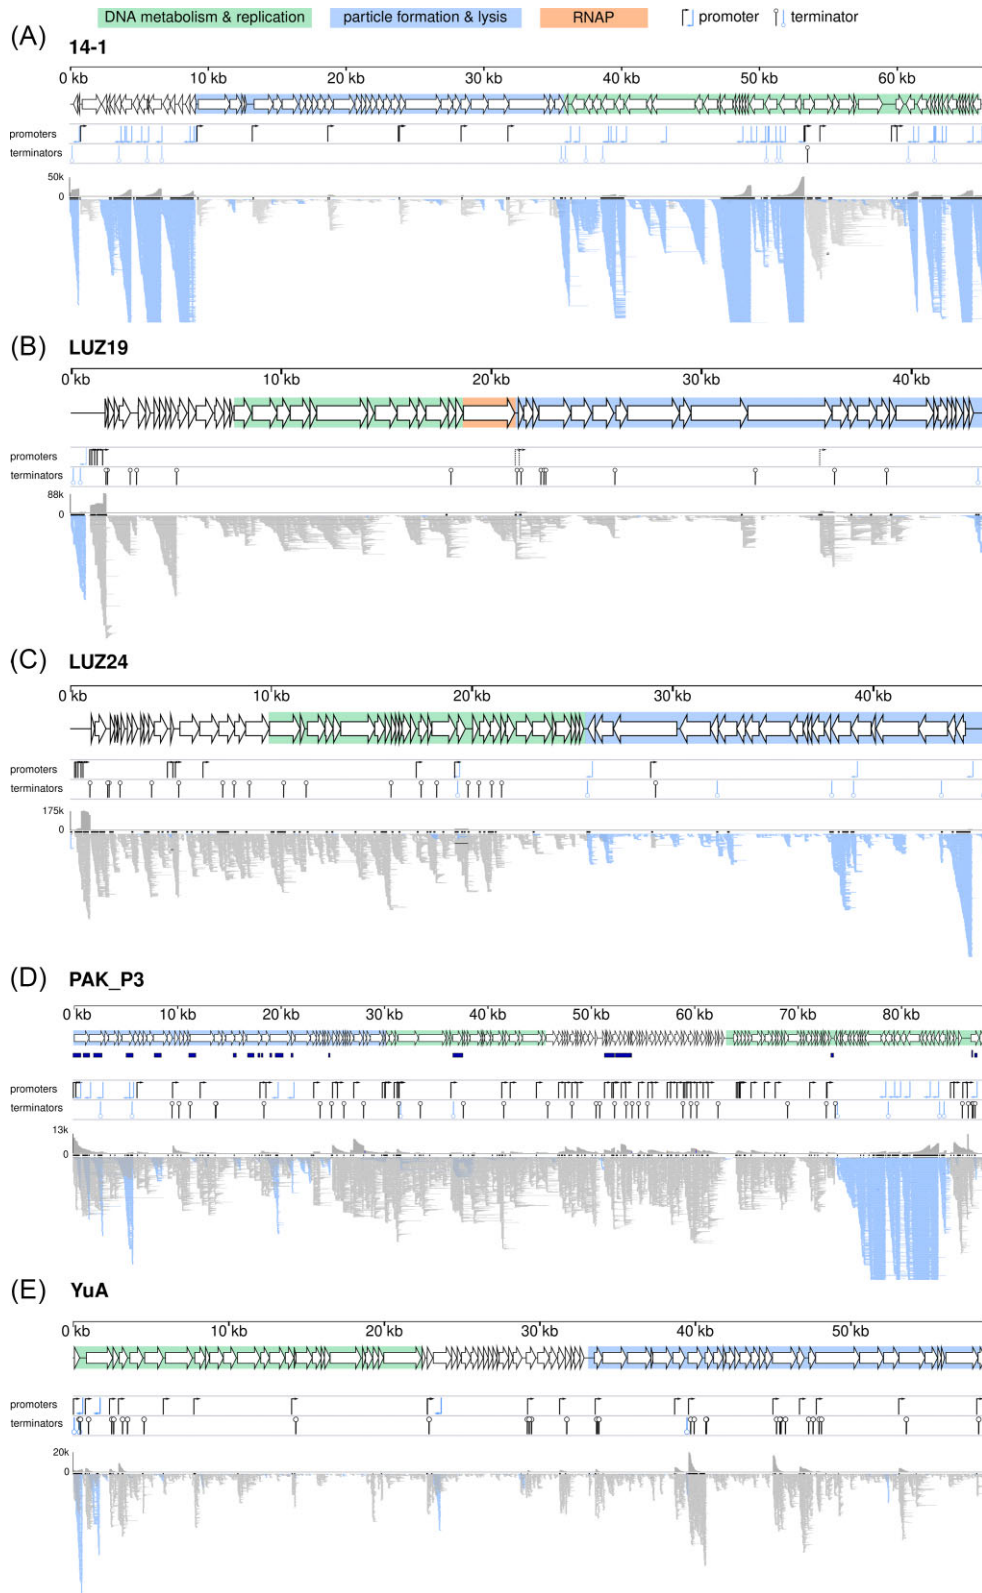 DNA metabolism & replication particle formation & lysis RNAP promoter terminator
(A) 14-1
0 kb 10 kb 20 kb 30 kb 40 kb 50 kb 60 kb
promoters
terminators
50k
0
(B) LUZ19
0 kb 10 kb 20 kb 30 kb 40 kb
promoters
terminators
88k
0
(C) LUZ24
0 kb 10 kb 20 kb 30 kb 40 kb
promoters
terminators
175k
0
(D) PAK_P3
0 kb 10 kb 20 kb 30 kb 40 kb 50 kb 60 kb 70 kb 80 kb
promoters
terminators
13k
0
(E) YuA
0 kb 10 kb 20 kb 30 kb 40 kb 50 kb
promoters
terminators
20k
0